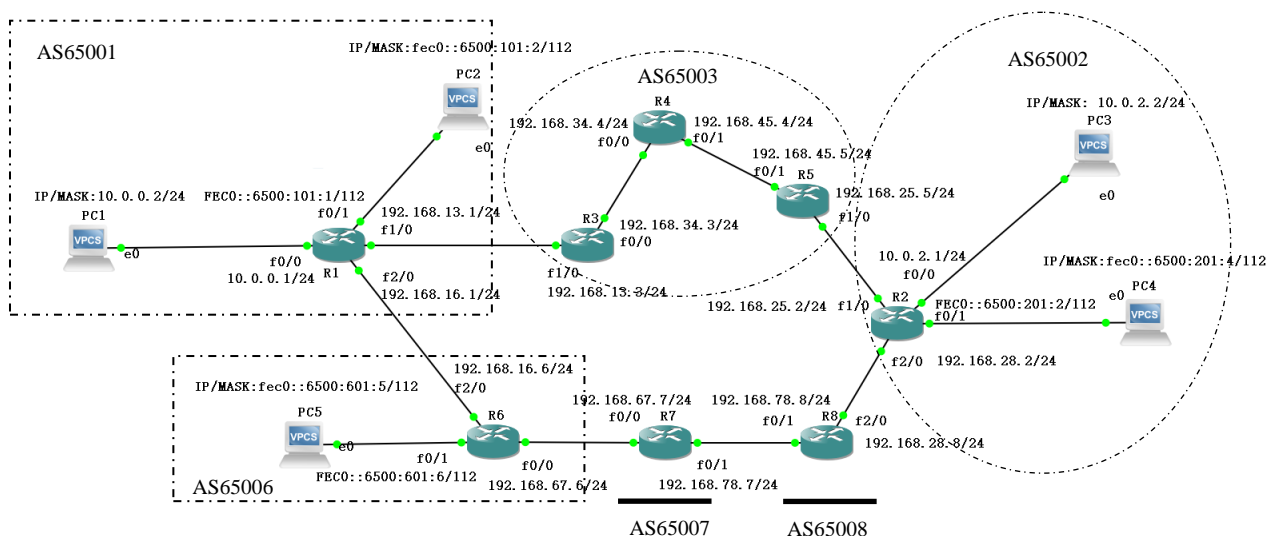 AS65001
IP/MASK:fec0::6500:101:2/112
PC2
VPCS
e0
IP/MASK:10.0.0.2/24
PC1
VPCS
e0
FEC0::6500:101:1/112
f0/1
192.168.13.1/24
f1/0
f0/0
10.0.0.1/24
R1
f2/0
192.168.16.1/24
AS65003
R4
192.168.34.4/24
f0/0
192.168.45.4/24
f0/1
192.168.45.5/24
f0/1
R5
192.168.25.5/24
f1/0
R3
192.168.34.3/24
f0/0
f1/0
192.168.13.3/24
AS65002
IP/MASK: 10.0.2.2/24
PC3
VPCS
e0
10.0.2.1/24
f0/0
IP/MASK:fec0::6500:201:4/112
R2
FEC0::6500:201:2/112
e0
PC4
VPCS
f0/1
192.168.25.2/24
f1/0
f2/0
192.168.28.2/24
192.168.16.6/24
f2/0
IP/MASK:fec0::6500:601:5/112
PC5
VPCS
e0
R6
f0/1
FEC0::6500:601:6/112
f0/0
192.168.67.6/24
AS65006
192.168.67.7/24
f0/0
R7
f0/1
192.168.78.7/24
AS65007
192.168.78.8/24
f0/1
R8
f2/0
192.168.28.8/24
AS65008